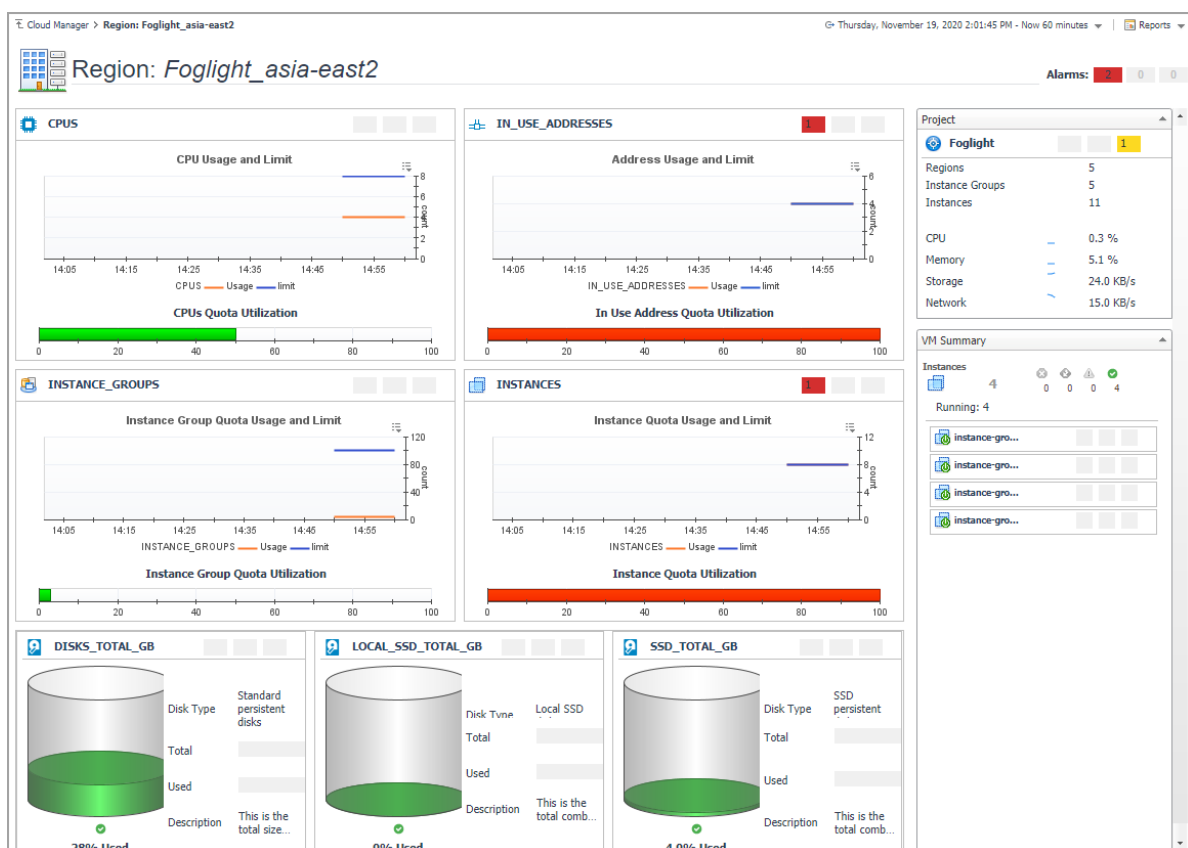 Cloud Manager > Region: Foglight_asia-east2
Thursday, November 19, 2020 2:01:45 PM - Now 60 minutes
Reports
Region: Foglight_asia-east2
Alarms: 2 0 0
CPUS
CPU Usage and Limit
8
6
4
2
0
count
14:05 14:15 14:25 14:35 14:45 14:55
CPUS Usage limit
CPUs Quota Utilization
0 20 40 60 80 100
IN_USE_ADDRESSES 1
Address Usage and Limit
6
4
2
0
count
14:05 14:15 14:25 14:35 14:45 14:55
IN_USE_ADDRESSES Usage limit
In Use Address Quota Utilization
0 20 40 60 80 100
INSTANCE_GROUPS
Instance Group Quota Usage and Limit
120
80
40
0
count
14:05 14:15 14:25 14:35 14:45 14:55
INSTANCE_GROUPS Usage limit
Instance Group Quota Utilization
0 20 40 60 80 100
INSTANCES 1
Instance Quota Usage and Limit
12
8
4
0
count
14:05 14:15 14:25 14:35 14:45 14:55
INSTANCES Usage limit
Instance Quota Utilization
0 20 40 60 80 100
DISKS_TOTAL_GB
Disk Type Standard
persistent
disks
Total
Used
Description This is the
total size...
28% Used
LOCAL_SSD_TOTAL_GB
Disk Type Local SSD
Total
Used
Description This is the
total comb...
0% Used
SSD_TOTAL_GB
Disk Type SSD
persistent
Total
Used
Description This is the
total comb...
4.0% Used
Project
Foglight 1
Regions 5
Instance Groups 5
Instances 11
CPU 0.3 %
Memory 5.1 %
Storage 24.0 KB/s
Network 15.0 KB/s
VM Summary
Instances
4
0 0 0 4
Running: 4
instance-gro...
instance-gro...
instance-gro...
instance-gro...